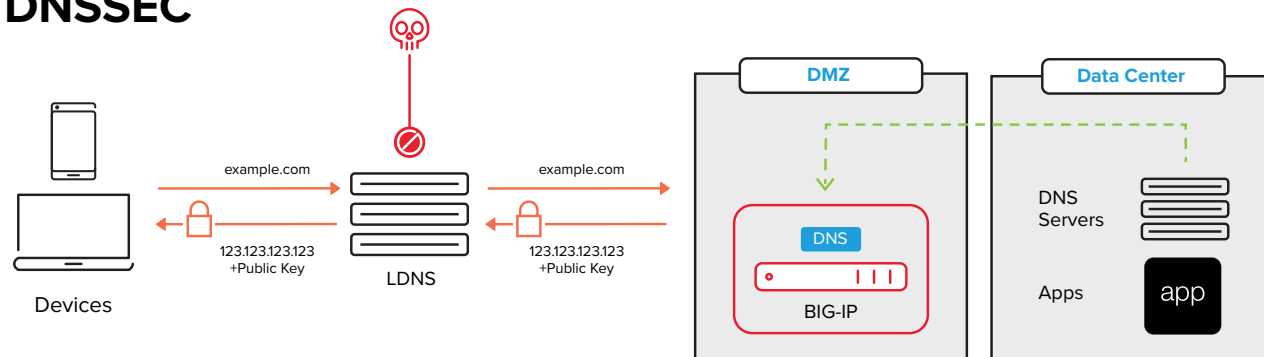 DNSSEC
DMZ
Data Center
example.com
example.com
123.123.123.123
+Public Key
123.123.123.123
+Public Key
LDNS
Devices
DNS
BIG-IP
DNS
Servers
Apps
app